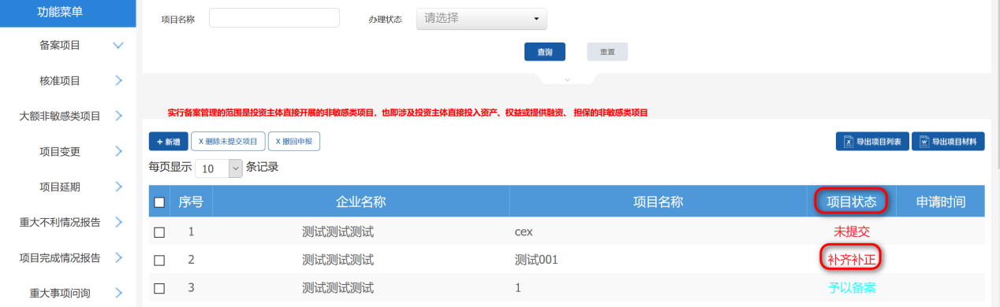 功能菜单
项目名称 办理状态 请选择
备案项目
查询 重置
核准项目
实行备案管理的范围是投资主体直接开展的非敏感类项目，也即涉及投资主体直接投入资产、权益或提供融资、担保的非敏感类项目
大额非敏感类项目
+ 新增 X 删除未提交项目 X 撤回申报 导出项目列表 导出项目材料
项目变更
每页显示 10 条记录
项目延期
序号 企业名称 项目名称 项目状态 申请时间
重大不利情况报告
1 测试测试测试 cex 未提交
项目完成情况报告
2 测试测试测试 测试001 补齐补正
3 测试测试测试 1 予以备案
重大事项问询